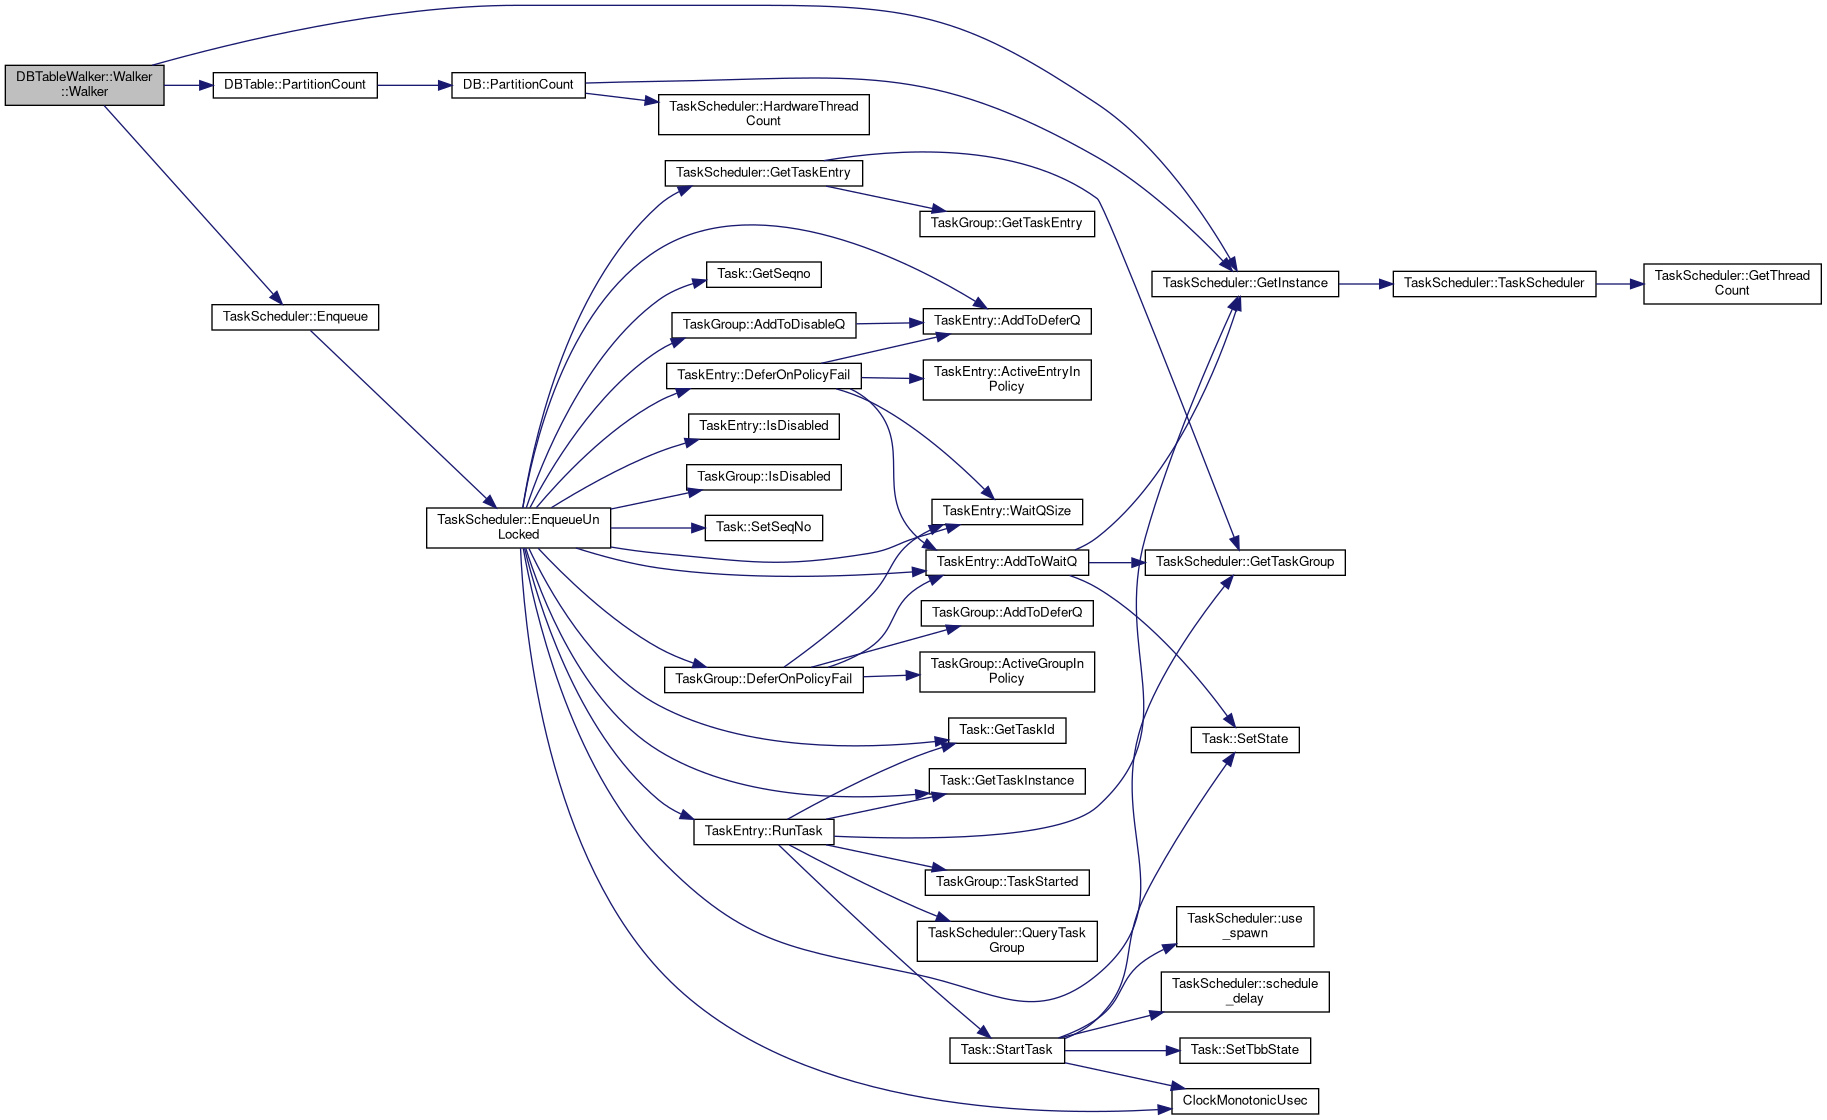 DBTableWalker::Walker
::Walker
DBTable::PartitionCount
DB::PartitionCount
TaskScheduler::HardwareThread
Count
TaskScheduler::GetTaskEntry
TaskGroup::GetTaskEntry
Task::GetSeqno
TaskScheduler::GetInstance
TaskScheduler::TaskScheduler
TaskScheduler::GetThread
Count
TaskScheduler::Enqueue
TaskGroup::AddToDisableQ
TaskEntry::AddToDeferQ
TaskEntry::DeferOnPolicyFail
TaskEntry::ActiveEntryIn
Policy
TaskEntry::IsDisabled
TaskGroup::IsDisabled
TaskScheduler::EnqueueUn
Locked
Task::SetSeqNo
TaskEntry::WaitQSize
TaskEntry::AddToWaitQ
TaskScheduler::GetTaskGroup
TaskGroup::AddToDeferQ
TaskGroup::DeferOnPolicyFail
TaskGroup::ActiveGroupIn
Policy
Task::GetTaskId
Task::SetState
Task::GetTaskInstance
TaskEntry::RunTask
TaskGroup::TaskStarted
TaskScheduler::QueryTask
Group
TaskScheduler::use
_spawn
TaskScheduler::schedule
_delay
Task::StartTask
Task::SetTbbState
ClockMonotonicUsec